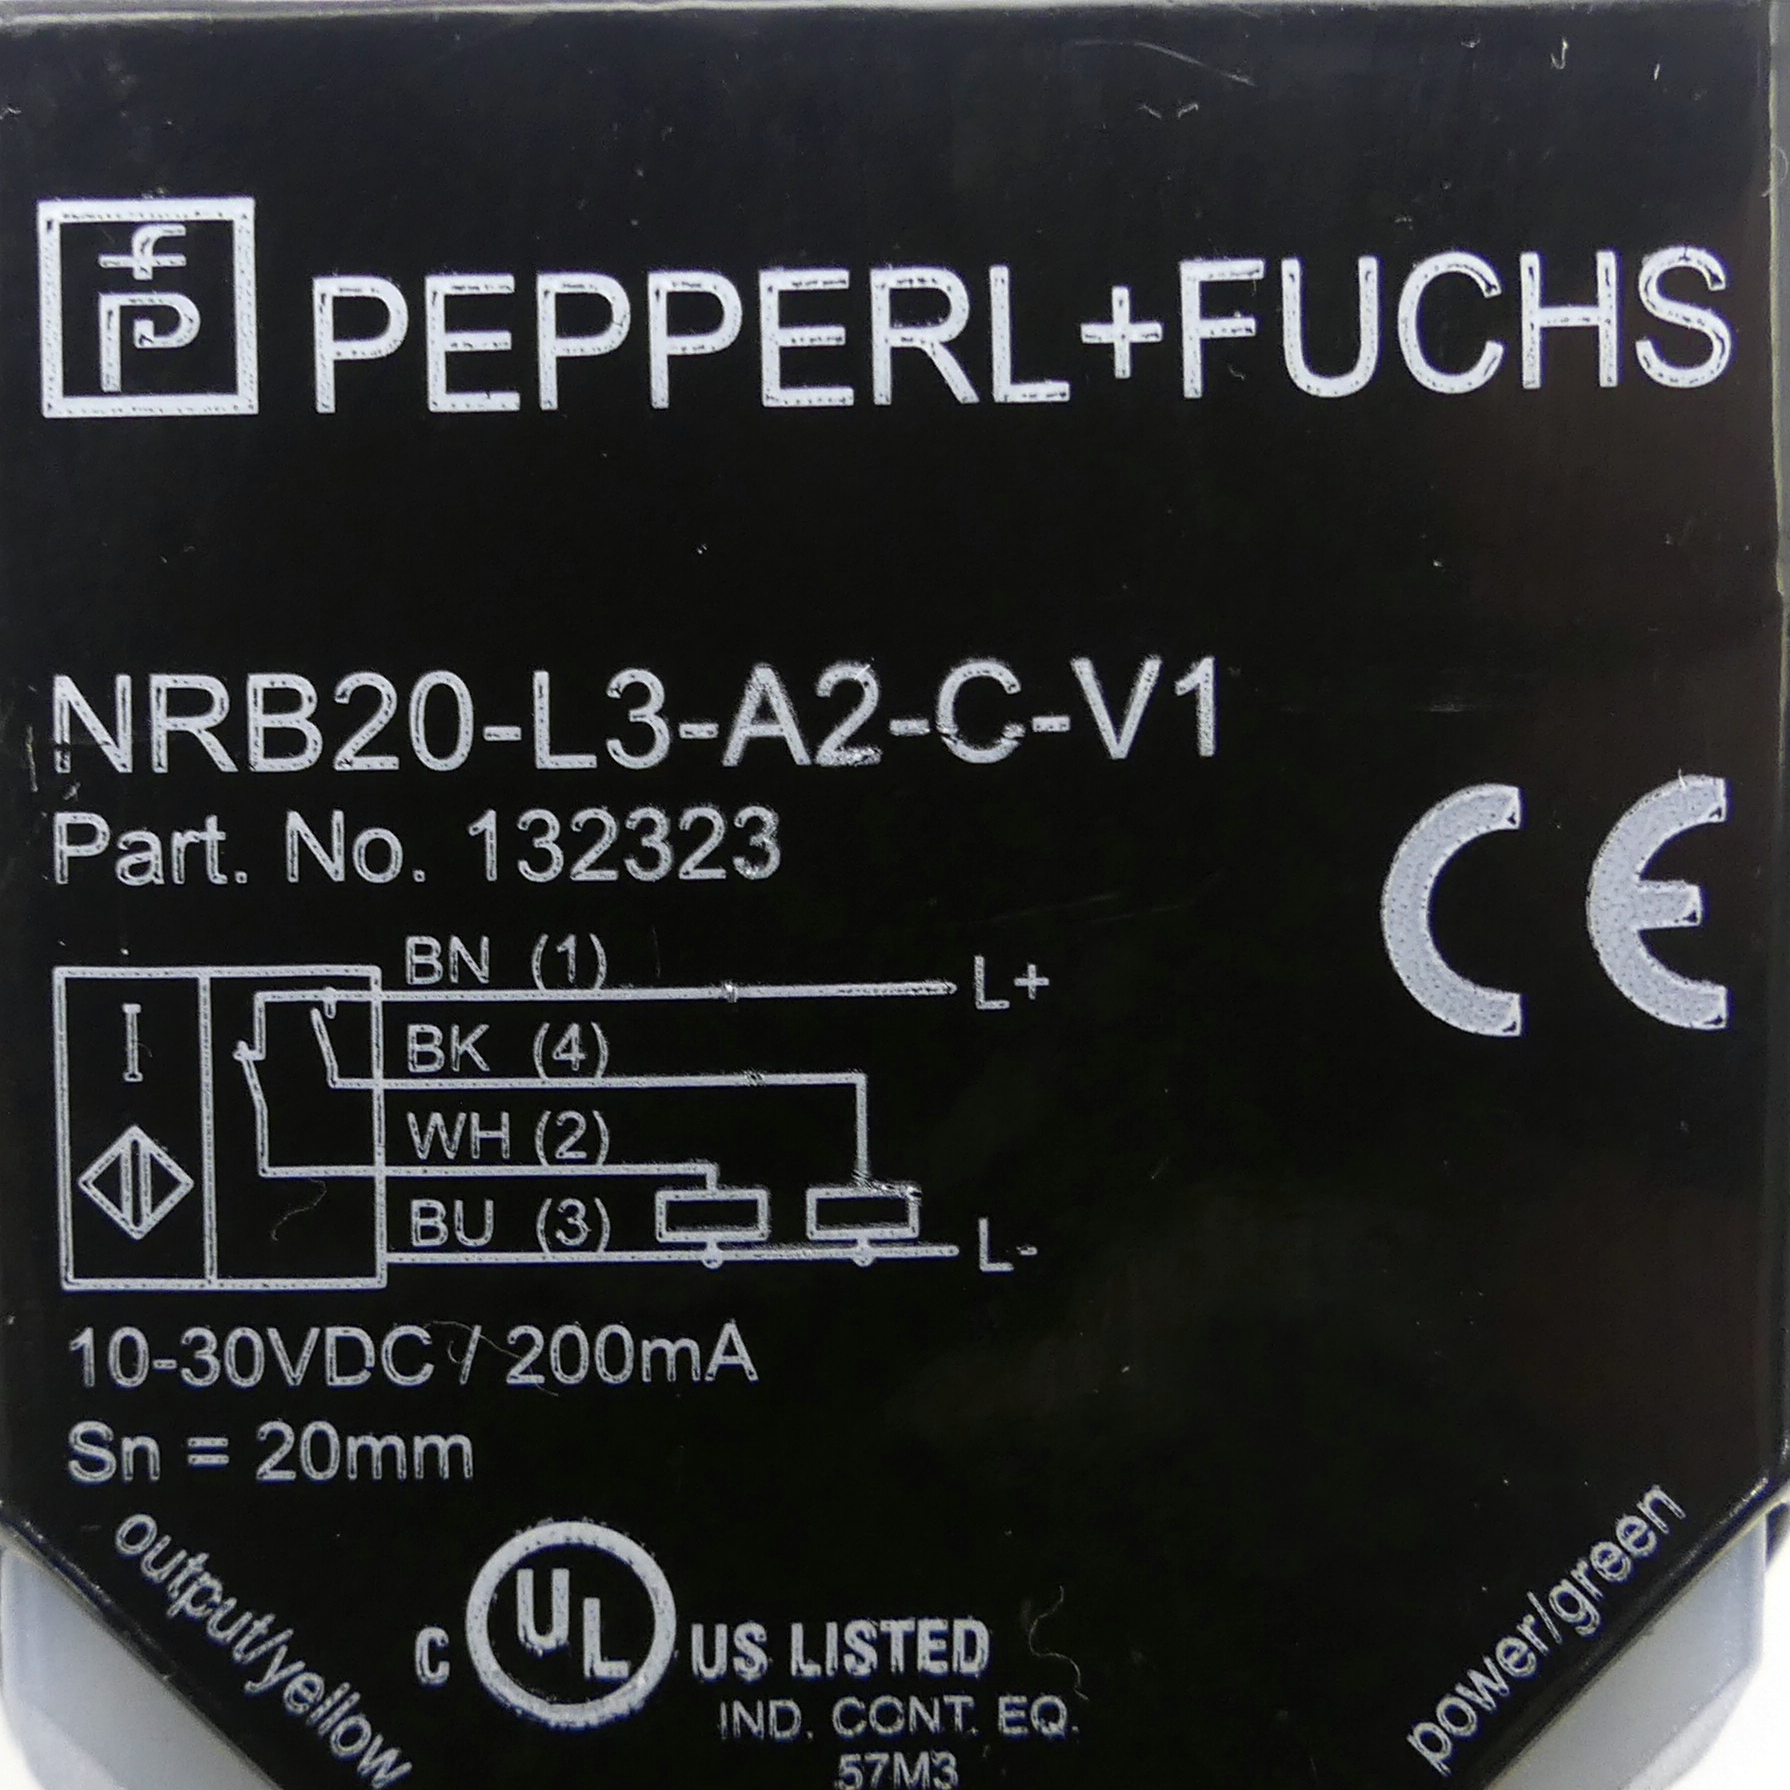 PEPPERL+FUCHS
NRB20-L3-A2-C-V1
Part. No. 132323
BN (1)
L+
I
BK (4)
WH (2)
BU (3)
L-
10-30VDC / 200mA
Sn = 20mm
output/yellow
power/green
C UL US LISTED
IND. CONT. EQ.
57M3
CE